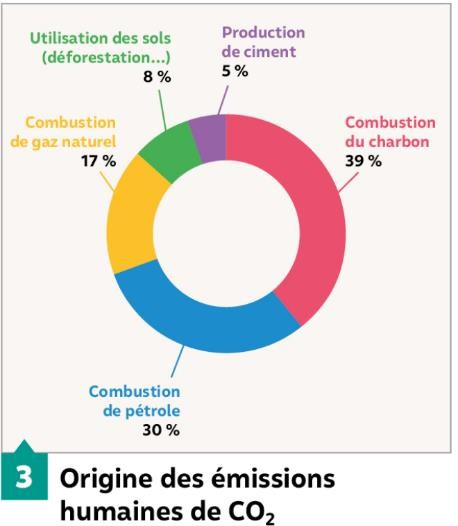 Utilisation des sols
(déforestation...)
8 %
Production
de ciment
5 %
Combustion
de gaz naturel
17 %
Combustion
du charbon
39 %
Combustion
de pétrole
30 %
3 Origine des émissions
humaines de CO₂